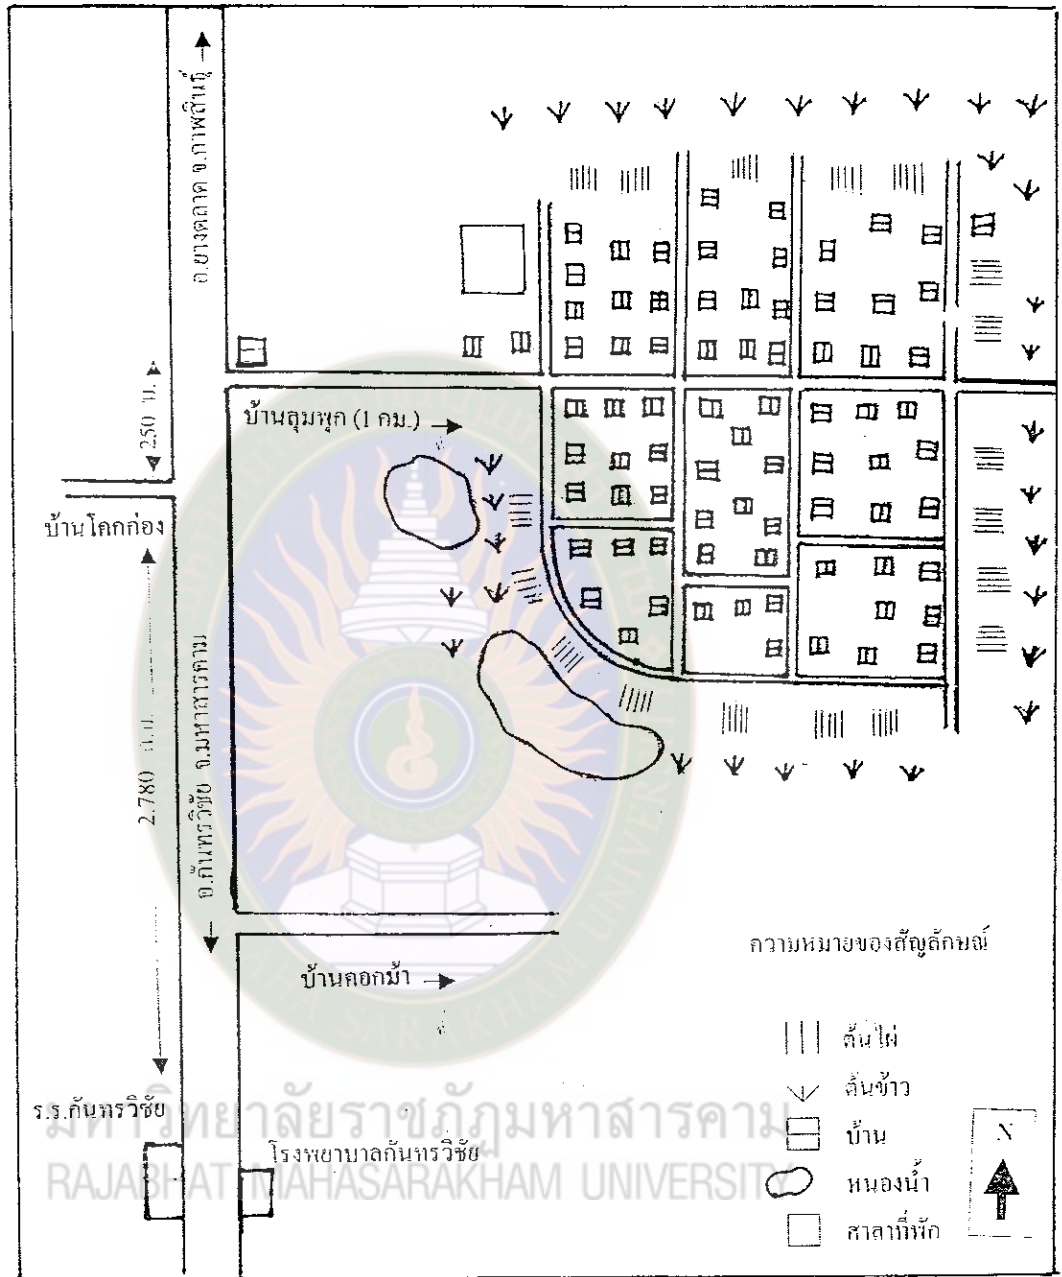 อ.ยางตลาด จ.กาฬสินธุ์
250 ม.
บ้านลุมพุก (1 กม.)
บ้านโคกก่อง
2.780
อ.กันทรวิชัย จ.มหาสารคาม
บ้านคอกม้า
ร.ร.กันทรวิชัย
โรงพยาบาลกันทรวิชัย
ความหมายของสัญลักษณ์
ต้นไผ่
ต้นข้าว
บ้าน
หนองน้ำ
ศาลาที่พัก
N
มหาวิทยาลัยราชภัฏมหาสารคาม
RAJABHAT MAHASARAKHAM UNIVERSITY